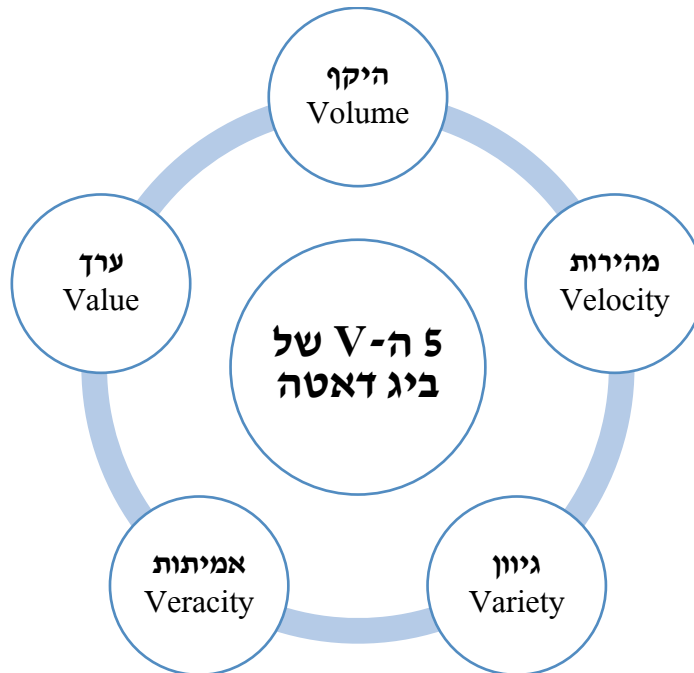 היקף
Volume
מהירות
Velocity
גיוון
Variety
אמיתות
Veracity
ערך
Value
5 ה-V של
ביג דאטה